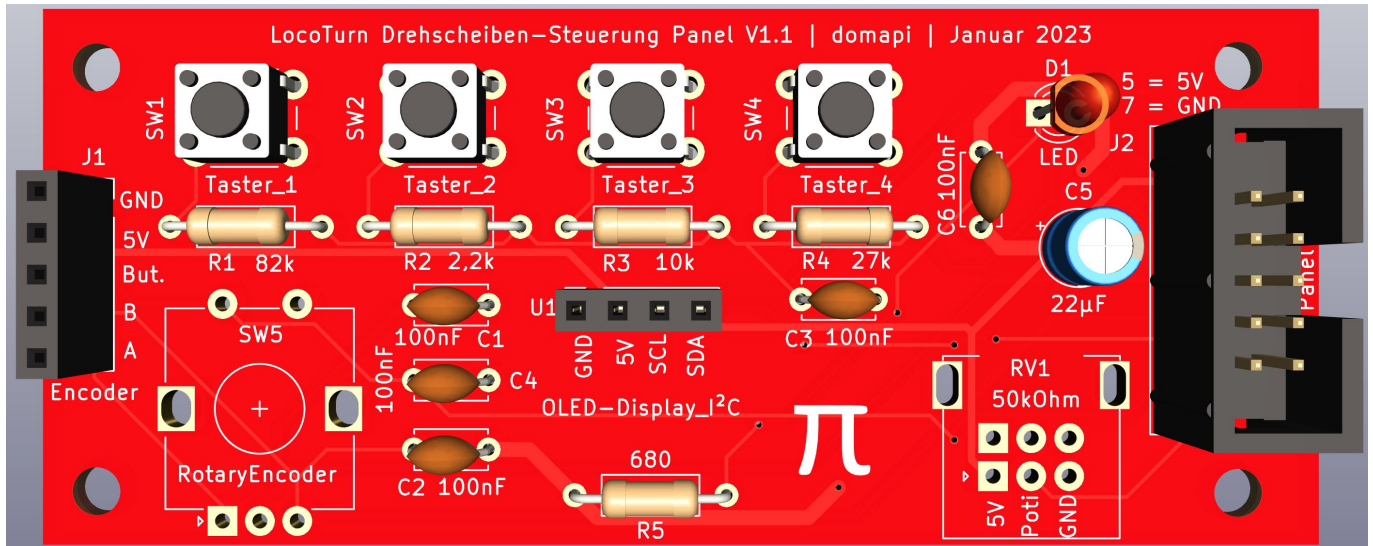 LocoTurn Drehscheiben-Steuerung Panel V1.1 | domapi | Januar 2023
SW1
SW2
SW3
SW4
D1
5 = 5V
7 = GND
LED
J2
J1
GND
5V
But.
B
A
Encoder
Taster_1
Taster_2
Taster_3
Taster_4
R1 82k
R2 2,2k
R3 10k
R4 27k
C6 100nF
C5
+
22µF
Panel
SW5
RotaryEncoder
100nF C1
100nF
C4
C2 100nF
U1
GND
5V
SCL
SDA
OLED-Display_I²C
C3 100nF
π
680
R5
RV1
50kOhm
5V
Poti
GND